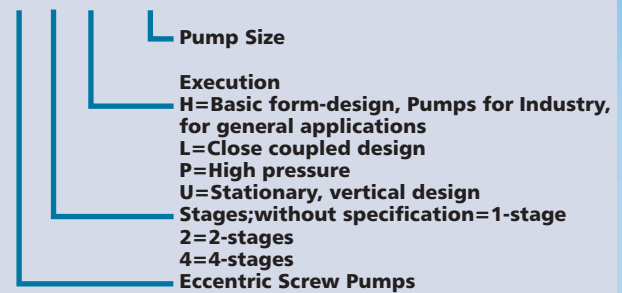 Pump Size
Execution
H=Basic form-design, Pumps for Industry,
for general applications
L=Close coupled design
P=High pressure
U=Stationary, vertical design
Stages;without specification=1-stage
2=2-stages
4=4-stages
Eccentric Screw Pumps